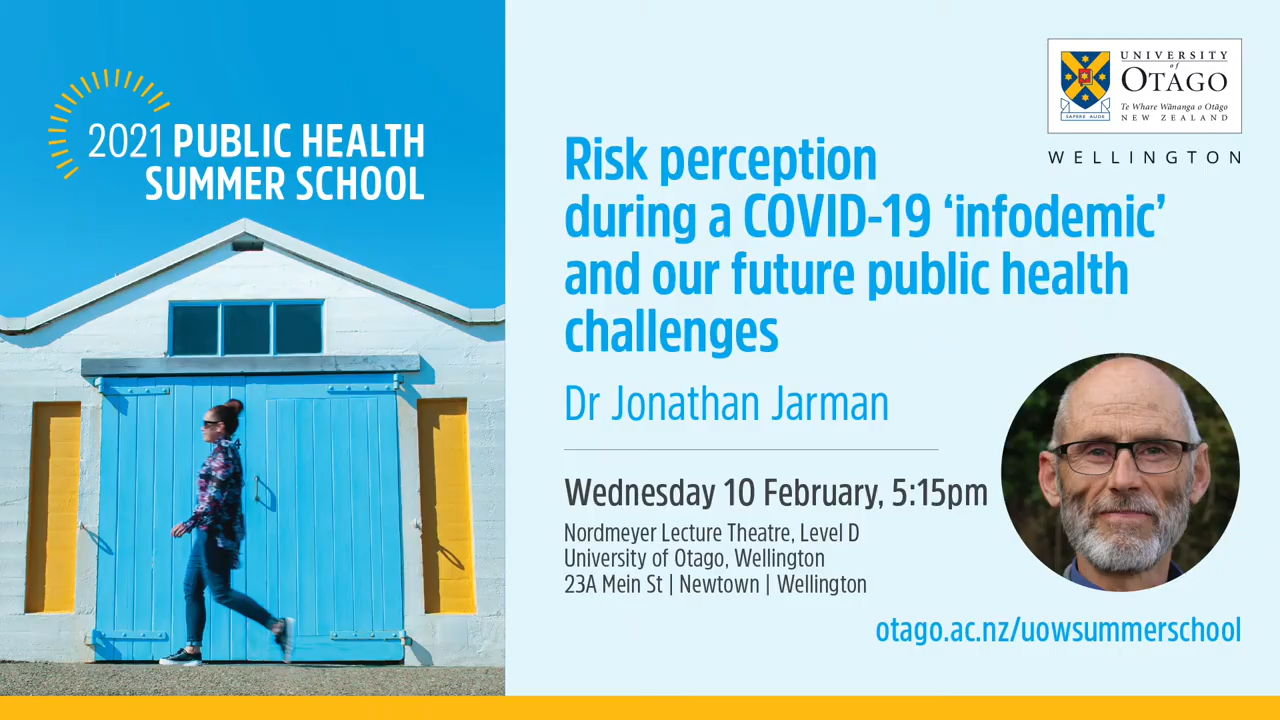 2021 PUBLIC HEALTH
SUMMER SCHOOL
UNIVERSITY
of
OTAGO
Te Whare Wānanga o Otāgo
NEW ZEALAND
SAPERE AUDE
WELLINGTON
Risk perception
during a COVID-19 ‘infodemic’
and our future public health
challenges
Dr Jonathan Jarman
Wednesday 10 February, 5:15pm
Nordmeyer Lecture Theatre, Level D
University of Otago, Wellington
23A Mein St | Newtown | Wellington
otago.ac.nz/uowsummerschool